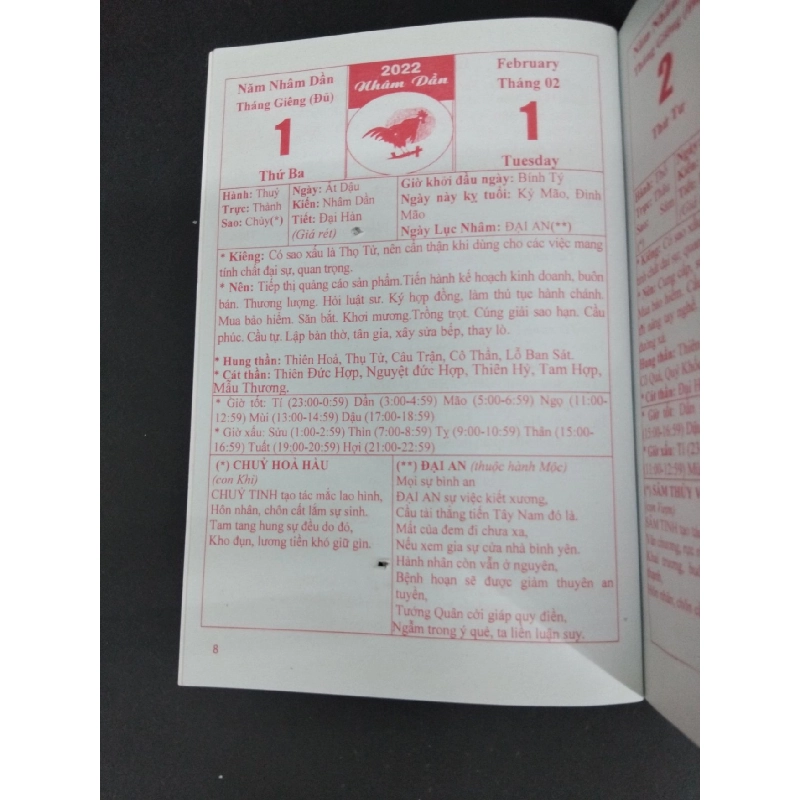 Năm Nhâm Dần
Tháng Giêng (Đủ)
1
Thứ Ba
2022
Nhâm Dần
February
Tháng 02
1
Tuesday
Hành: Thuỷ
Trực: Thành
Sao: Chủy(*)
Ngày: Ất Dậu
Kiến: Nhâm Dần
Tiết: Đại Hàn
(Giá rét)
Giờ khởi đầu ngày: Bính Tý
Ngày này kỵ tuổi: Kỷ Mão, Đinh
Mão
Ngày Lục Nhâm: ĐẠI AN(**)
* Kiêng: Có sao xấu là Thọ Tử, nên cẩn thận khi dùng cho các việc mang
tính chất đại sự, quan trọng.
* Nên: Tiếp thị quảng cáo sản phẩm.Tiến hành kế hoạch kinh doanh, buôn
bán. Thương lượng. Hỏi luật sư. Ký hợp đồng, làm thủ tục hành chánh.
Mua bảo hiểm. Săn bắt. Khơi mương.Trồng trọt. Cúng giải sao hạn. Cầu
phúc. Cầu tự. Lập bàn thờ, tân gia, xây sửa bếp, thay lò.
* Hung thần: Thiên Hoả, Thụ Tử, Câu Trận, Cô Thần, Lỗ Ban Sát.
* Cát thần: Thiên Đức Hợp, Nguyệt đức Hợp, Thiên Hỷ, Tam Hợp,
Mẫu Thương.
* Giờ tốt: Tí (23:00-0:59) Dần (3:00-4:59) Mão (5:00-6:59) Ngọ (11:00-
12:59) Mùi (13:00-14:59) Dậu (17:00-18:59)
* Giờ xấu: Sửu (1:00-2:59) Thìn (7:00-8:59) Tỵ (9:00-10:59) Thân (15:00-
16:59) Tuất (19:00-20:59) Hợi (21:00-22:59)
(*) CHUỶ HOẢ HẦU
(con Khỉ)
CHUỶ TINH tạo tác mắc lao hình,
Hôn nhân, chôn cất lắm sự sinh.
Tam tang hung sự đều do đó,
Kho đụn, lương tiền khó giữ gìn.
(**) ĐẠI AN (thuộc hành Mộc)
Mọi sự bình an
ĐẠI AN sự việc kiết xương,
Cầu tài thẳng tiến Tây Nam đó là.
Mất của đem đi chưa xa,
Nếu xem gia sự cửa nhà bình yên.
Hành nhân còn vẫn ở nguyên,
Bệnh hoạn sẽ được giảm thuyên an
tuyền,
Tướng Quân cởi giáp quy điền,
Ngẫm trong ý quẻ, ta liền luận suy.
8
Năm Nhâm
Tháng Giêng
2
Thứ Tư